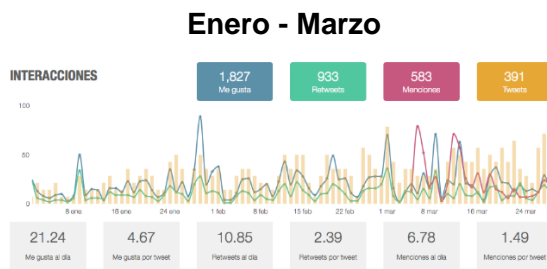 Enero - Marzo
INTERACCIONES
1,827
Me gusta
933
Retweets
583
Menciones
391
Tweets
100
50
0
8 ene
16 ene
24 ene
1 feb
8 feb
15 feb
22 feb
1 mar
8 mar
16 mar
24 mar
21.24
Me gusta al día
4.67
Me gusta por tweet
10.85
Retweets al día
2.39
Retweets por tweet
6.78
Menciones al día
1.49
Menciones por tweet